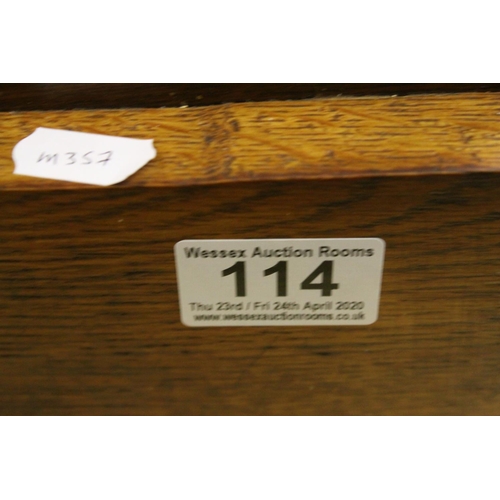 m357
Wessex Auction Rooms
114
Thu 23rd / Fri 24th April 2020
www.wessexauctionrooms.co.uk